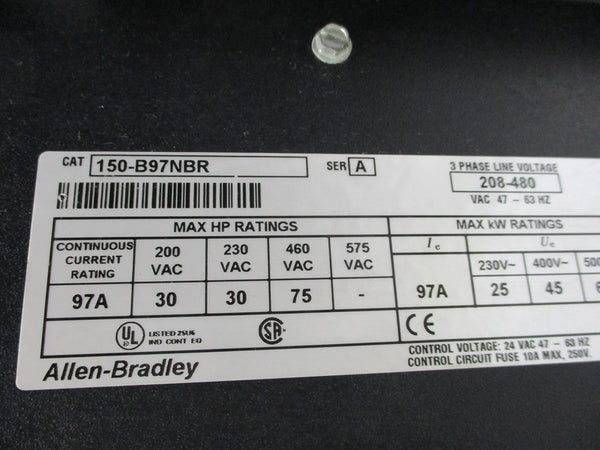 CAT 150-B97NBR SER A 3 PHASE LINE VOLTAGE
208-480
VAC 47 - 63 HZ
MAX HP RATINGS MAX kW RATINGS
CONTINUOUS CURRENT RATING 200 VAC 230 VAC 460 VAC 575 VAC Ie Ue
230V~ 400V~
97A 30 30 75 - 97A 25 45
UL LISTED 25U6 IND CONT EQ SA CE
CONTROL VOLTAGE: 24 VAC 47 - 63 HZ
CONTROL CIRCUIT FUSE 10A MAX, 250V.
Allen-Bradley